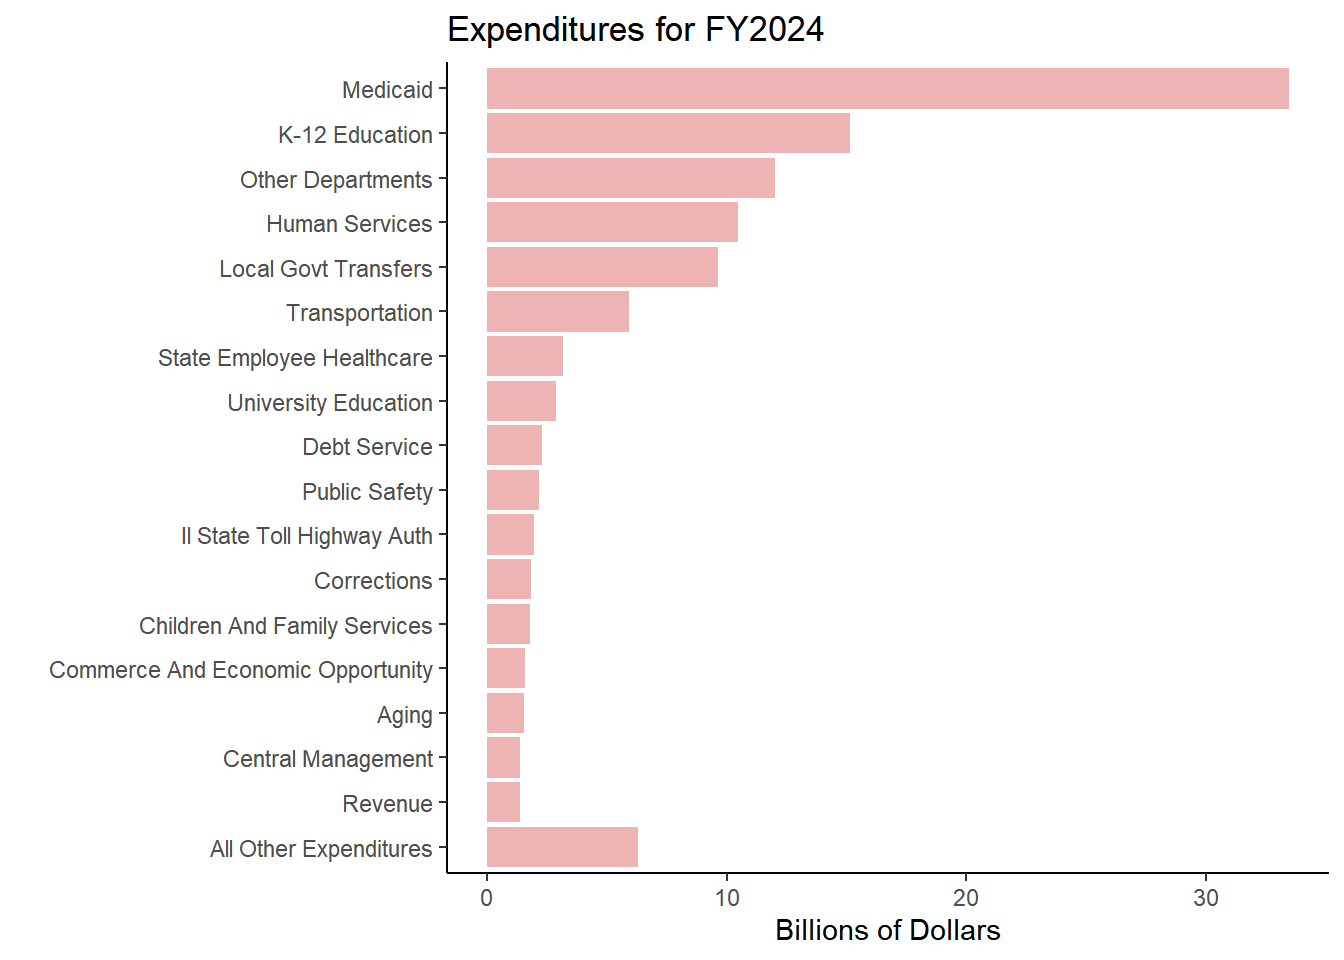 Expenditures for FY2024
Medicaid
K-12 Education
Other Departments
Human Services
Local Govt Transfers
Transportation
State Employee Healthcare
University Education
Debt Service
Public Safety
Il State Toll Highway Auth
Corrections
Children And Family Services
Commerce And Economic Opportunity
Aging
Central Management
Revenue
All Other Expenditures
0 10 20 30
Billions of Dollars